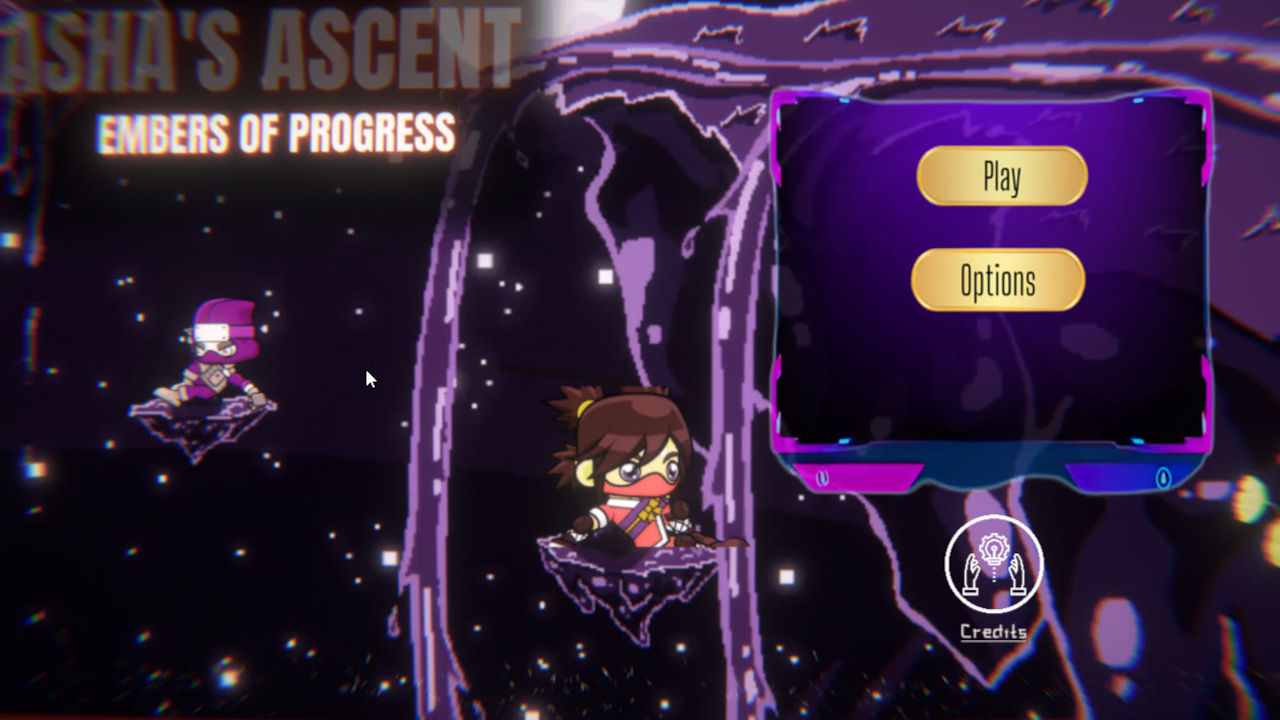 ASHA'S ASCENT
EMBERS OF PROGRESS
Play
Options
Credits